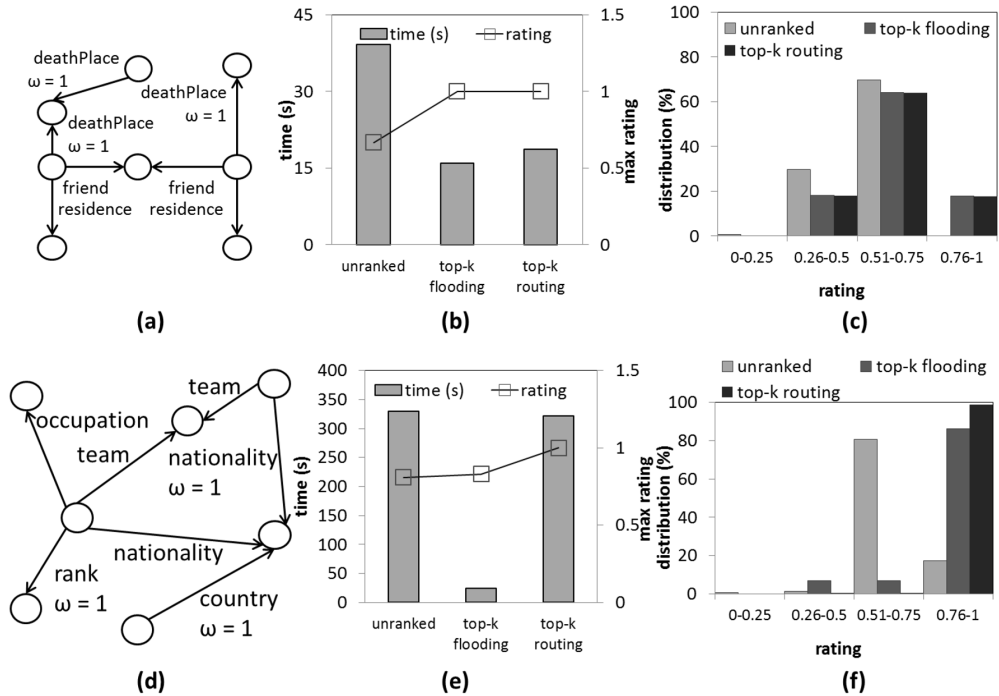 deathPlace
ω = 1
deathPlace
ω = 1
deathPlace
ω = 1
friend
residence
friend
residence
(a)
45
30
15
0
time (s)
time (s)
rating
1.5
1
0.5
0
max rating
unranked
top-k
flooding
top-k
routing
(b)
100
80
60
40
20
0
distribution (%)
unranked
top-k flooding
top-k routing
0-0.25
0.26-0.5
0.51-0.75
0.76-1
rating
(c)
team
occupation
team
nationality
ω = 1
nationality
rank
ω = 1
country
ω = 1
(d)
400
350
300
250
200
150
100
50
0
time (s)
time (s)
rating
1.5
1
0.5
0
max rating
unranked
top-k
flooding
top-k
routing
(e)
unranked
top-k flooding
top-k routing
100
80
60
40
20
0
distribution (%)
0-0.25
0.26-0.5
0.51-0.75
0.76-1
rating
(f)